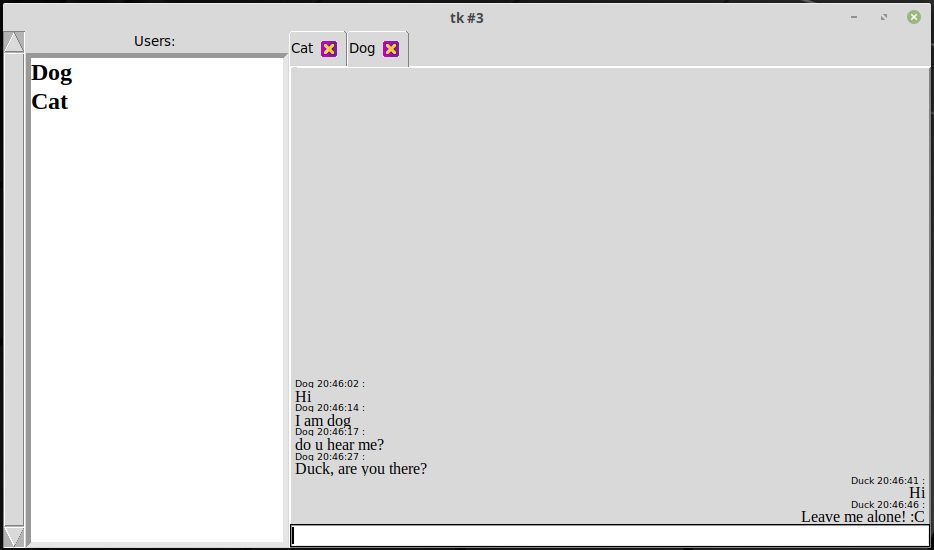 tk #3
Users:
Dog
Cat
Cat Dog
Dog 20:46:02 :
Hi
Dog 20:46:14 :
I am dog
Dog 20:46:17 :
do u hear me?
Dog 20:46:27 :
Duck, are you there?
Duck 20:46:41 :
Hi
Duck 20:46:46 :
Leave me alone! :C